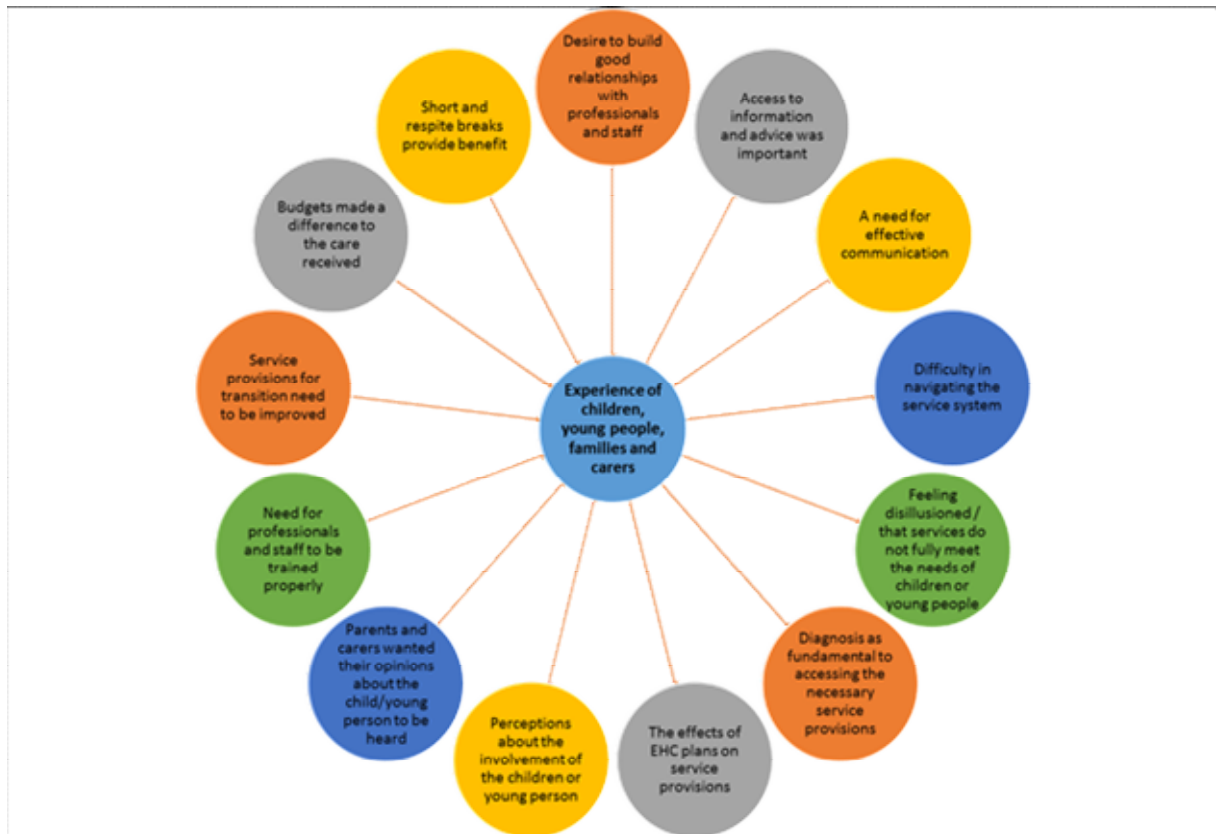 Desire to build
good
relationships
with
professionals
and staff
Access to
information
and advice was
important
A need for
effective
communication
Difficulty in
navigating the
service system
Feeling
disillusioned /
that services do
not fully meet
the needs of
children or
young people
Diagnosis as
fundamental to
accessing the
necessary
service
provisions
The effects of
EHC plans on
service
provisions
Perceptions
about the
involvement of
the children or
young person
Parents and
carers wanted
their opinions
about the
child/young
person to be
heard
Need for
professionals
and staff to be
trained
properly
Service
provisions for
transition need
to be improved
Budgets made a
difference to
the care
received
Short and
respite breaks
provide benefit
Experience of
children,
young people,
families and
carers